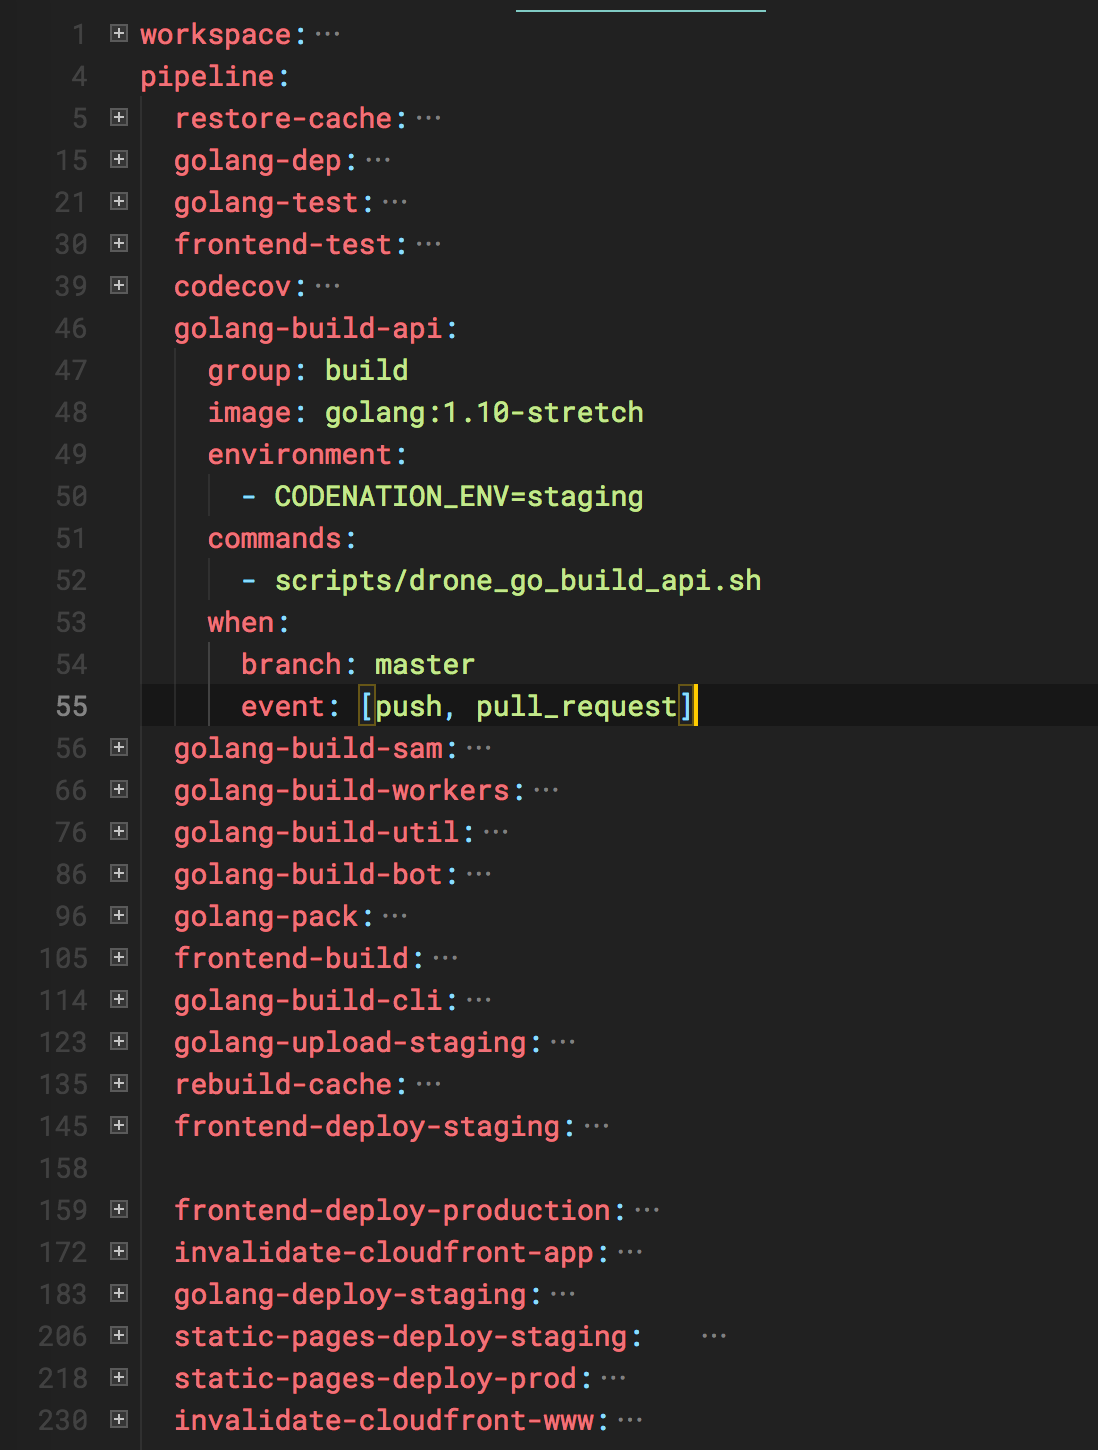 1 workspace: ···
4 pipeline:
5 restore-cache: ···
15 golang-dep: ···
21 golang-test: ···
30 frontend-test: ···
39 codecov: ···
46 golang-build-api:
47 group: build
48 image: golang:1.10-stretch
49 environment:
50 - CODENATION_ENV=staging
51 commands:
52 - scripts/drone_go_build_api.sh
53 when:
54 branch: master
55 event: [push, pull_request]
56 golang-build-sam: ···
66 golang-build-workers: ···
76 golang-build-util: ···
86 golang-build-bot: ···
96 golang-pack: ···
105 frontend-build: ···
114 golang-build-cli: ···
123 golang-upload-staging: ···
135 rebuild-cache: ···
145 frontend-deploy-staging: ···
158
159 frontend-deploy-production: ···
172 invalidate-cloudfront-app: ···
183 golang-deploy-staging: ···
206 static-pages-deploy-staging: ···
218 static-pages-deploy-prod: ···
230 invalidate-cloudfront-www: ···